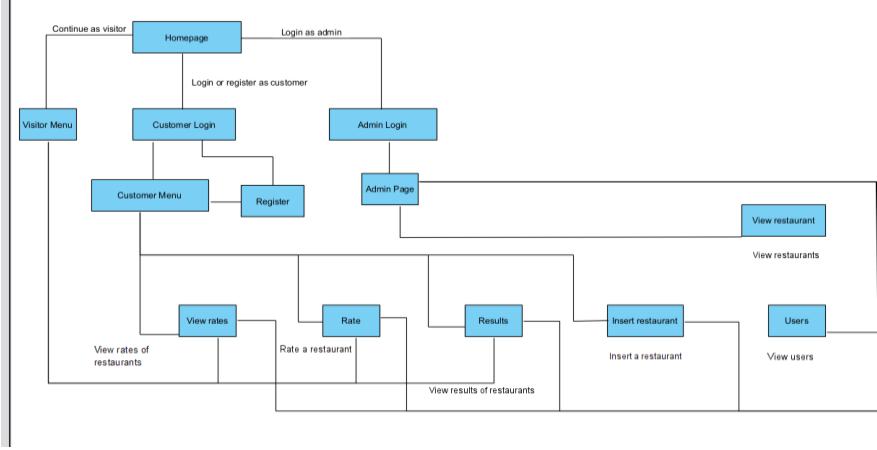 Continue as visitor
Homepage
Login as admin
Login or register as customer
Visitor Menu
Customer Login
Admin Login
Customer Menu
Register
Admin Page
View restaurant
View restaurants
View rates
Rate
Results
Insert restaurant
Users
View rates of
restaurants
Rate a restaurant
Insert a restaurant
View users
View results of restaurants